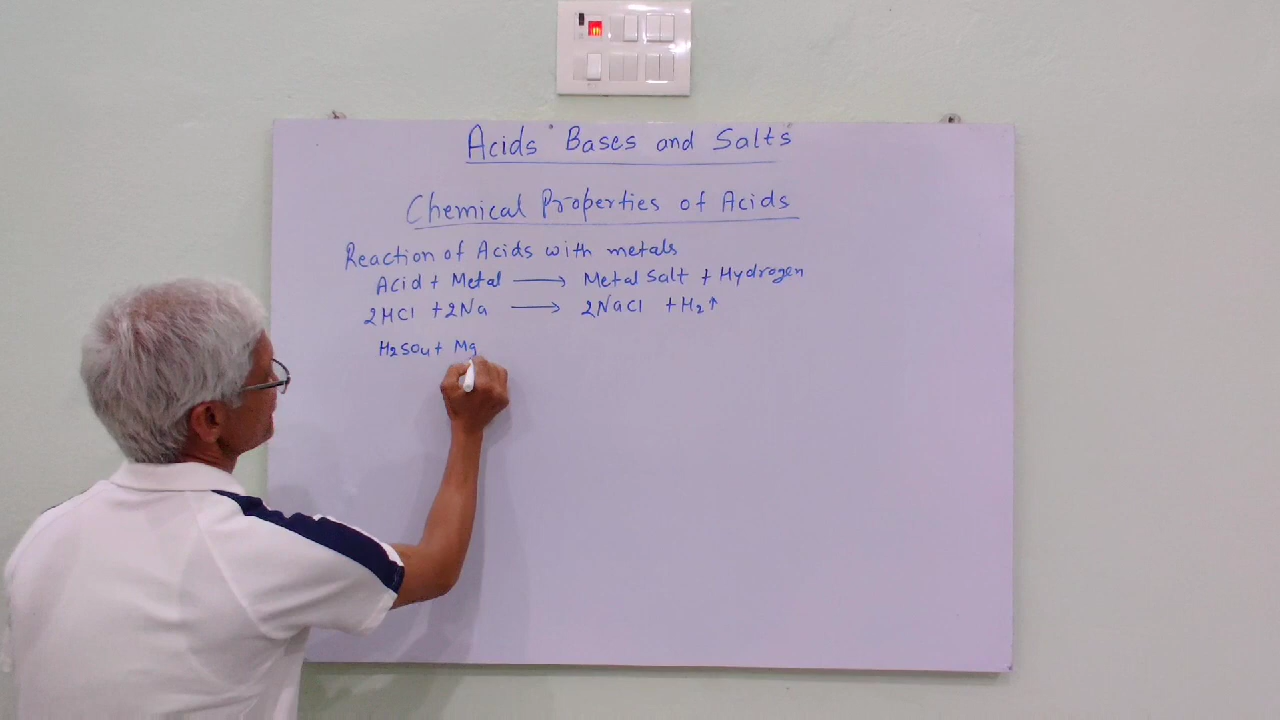 Acids Bases and Salts
Chemical Properties of Acids
Reaction of Acids with metals
Acid + Metal ⟶ Metal Salt + Hydrogen
2HCl + 2Na ⟶ 2NaCl + H₂↑
H₂SO₄ + Mg